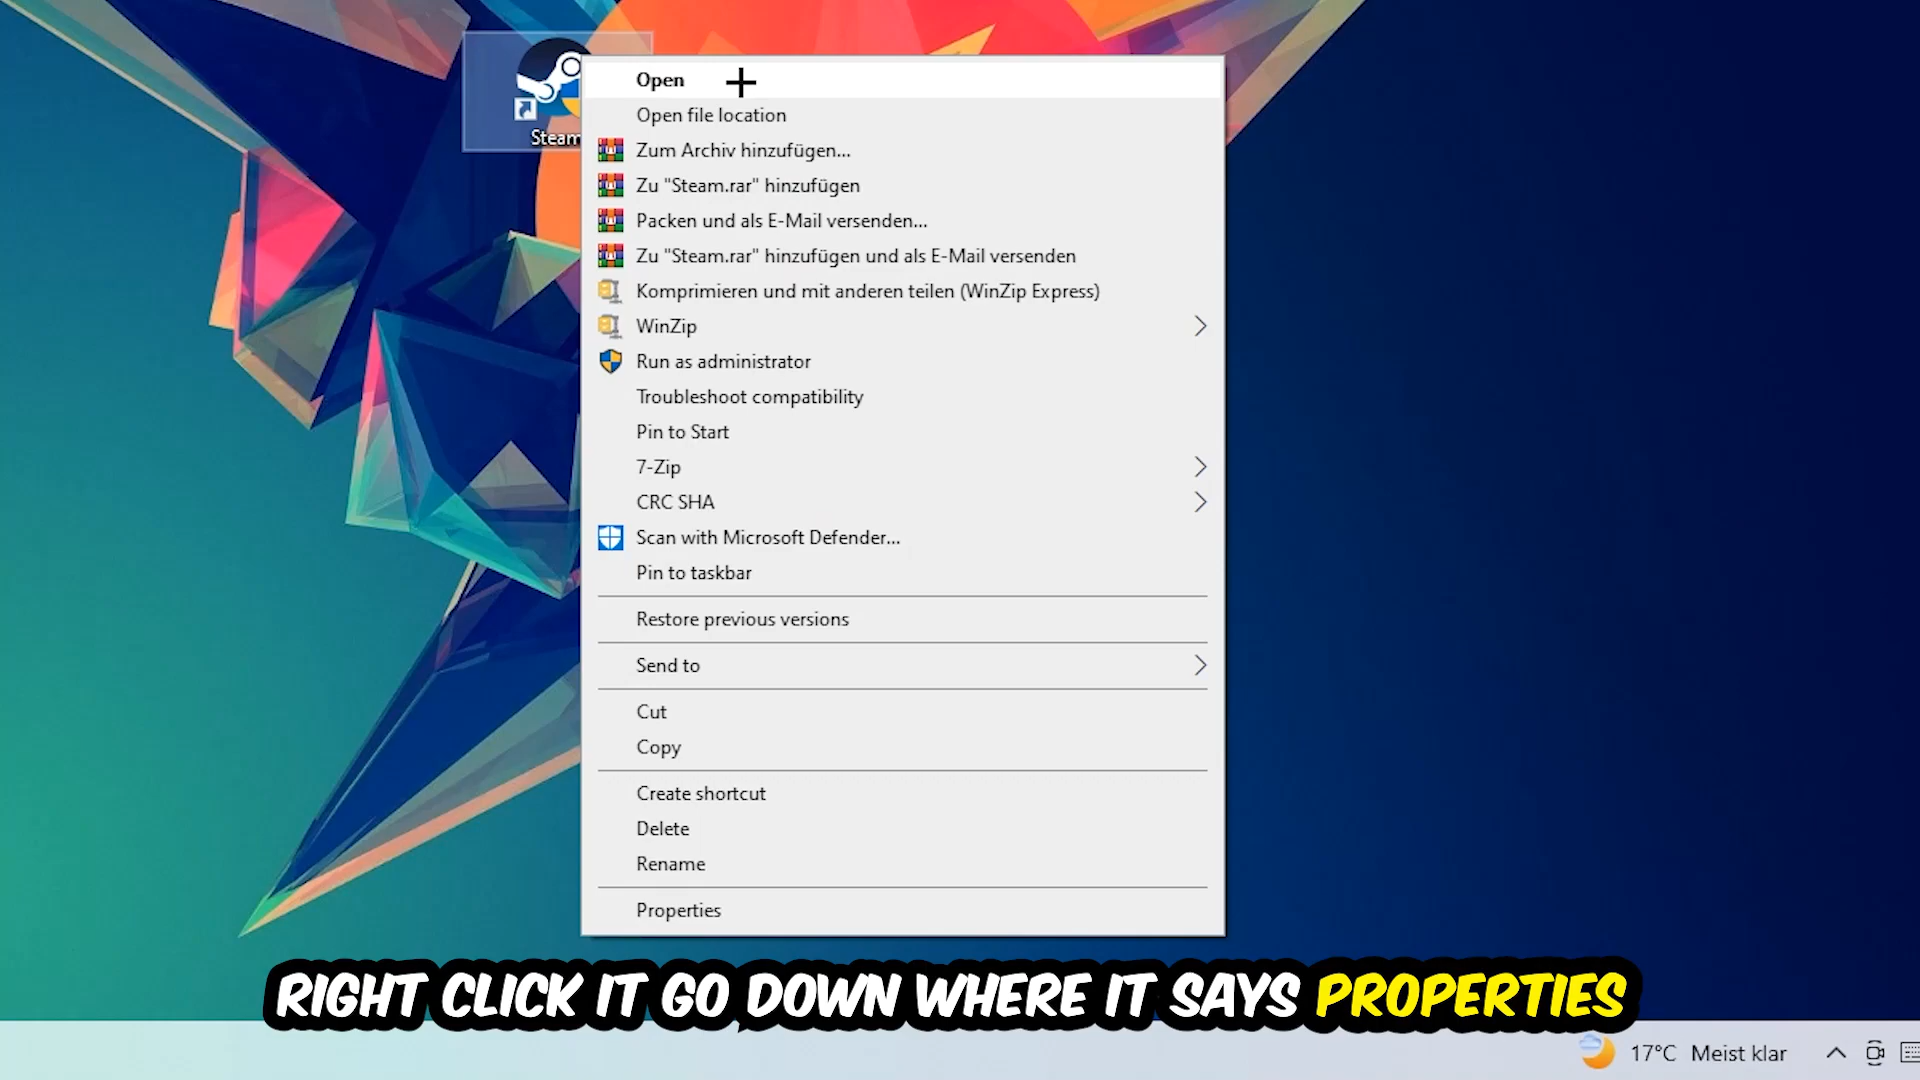 Steam
Open
Open file location
Zum Archiv hinzufügen...
Zu "Steam.rar" hinzufügen
Packen und als E-Mail versenden...
Zu "Steam.rar" hinzufügen und als E-Mail versenden
Komprimieren und mit anderen teilen (WinZip Express)
WinZip
Run as administrator
Troubleshoot compatibility
Pin to Start
7-Zip
CRC SHA
Scan with Microsoft Defender...
Pin to taskbar
Restore previous versions
Send to
Cut
Copy
Create shortcut
Delete
Rename
Properties
RIGHT CLICK IT GO DOWN WHERE IT SAYS PROPERTIES
17°C Meist klar